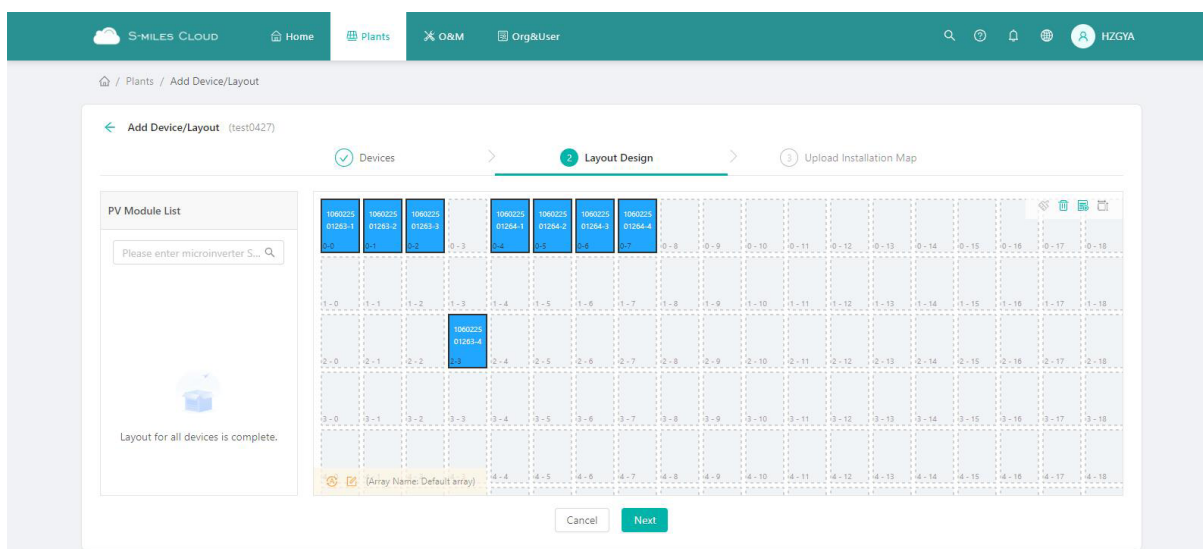 S-MILES CLOUD Home Plants O&M Org&User HZGYA
/ Plants / Add Device/Layout
Add Device/Layout (test0427)
Devices 2 Layout Design 3 Upload Installation Map
PV Module List
Please enter microinverter S...
Layout for all devices is complete.
1060225 1060225 1060225 1060225 1060225 1060225 1060225
01263-1 01263-2 01263-3 01264-1 01264-2 01264-3 01264-4
0-0 0-1 0-2 0-3 0-4 0-5 0-6 0-7 0-8 0-9 0-10 0-11 0-12 0-13 0-14 0-15 0-16 0-17 0-18
1-0 1-1 1-2 1-3 1-4 1-5 1-6 1-7 1-8 1-9 1-10 1-11 1-12 1-13 1-14 1-15 1-16 1-17 1-18
1060225
01263-4
2-0 2-1 2-2 2-3 2-4 2-5 2-6 2-7 2-8 2-9 2-10 2-11 2-12 2-13 2-14 2-15 2-16 2-17 2-18
3-0 3-1 3-2 3-3 3-4 3-5 3-6 3-7 3-8 3-9 3-10 3-11 3-12 3-13 3-14 3-15 3-16 3-17 3-18
(Array Name: Default array) 4-4 4-5 4-6 4-7 4-8 4-9 4-10 4-11 4-12 4-13 4-14 4-15 4-16 4-17 4-18
Cancel Next